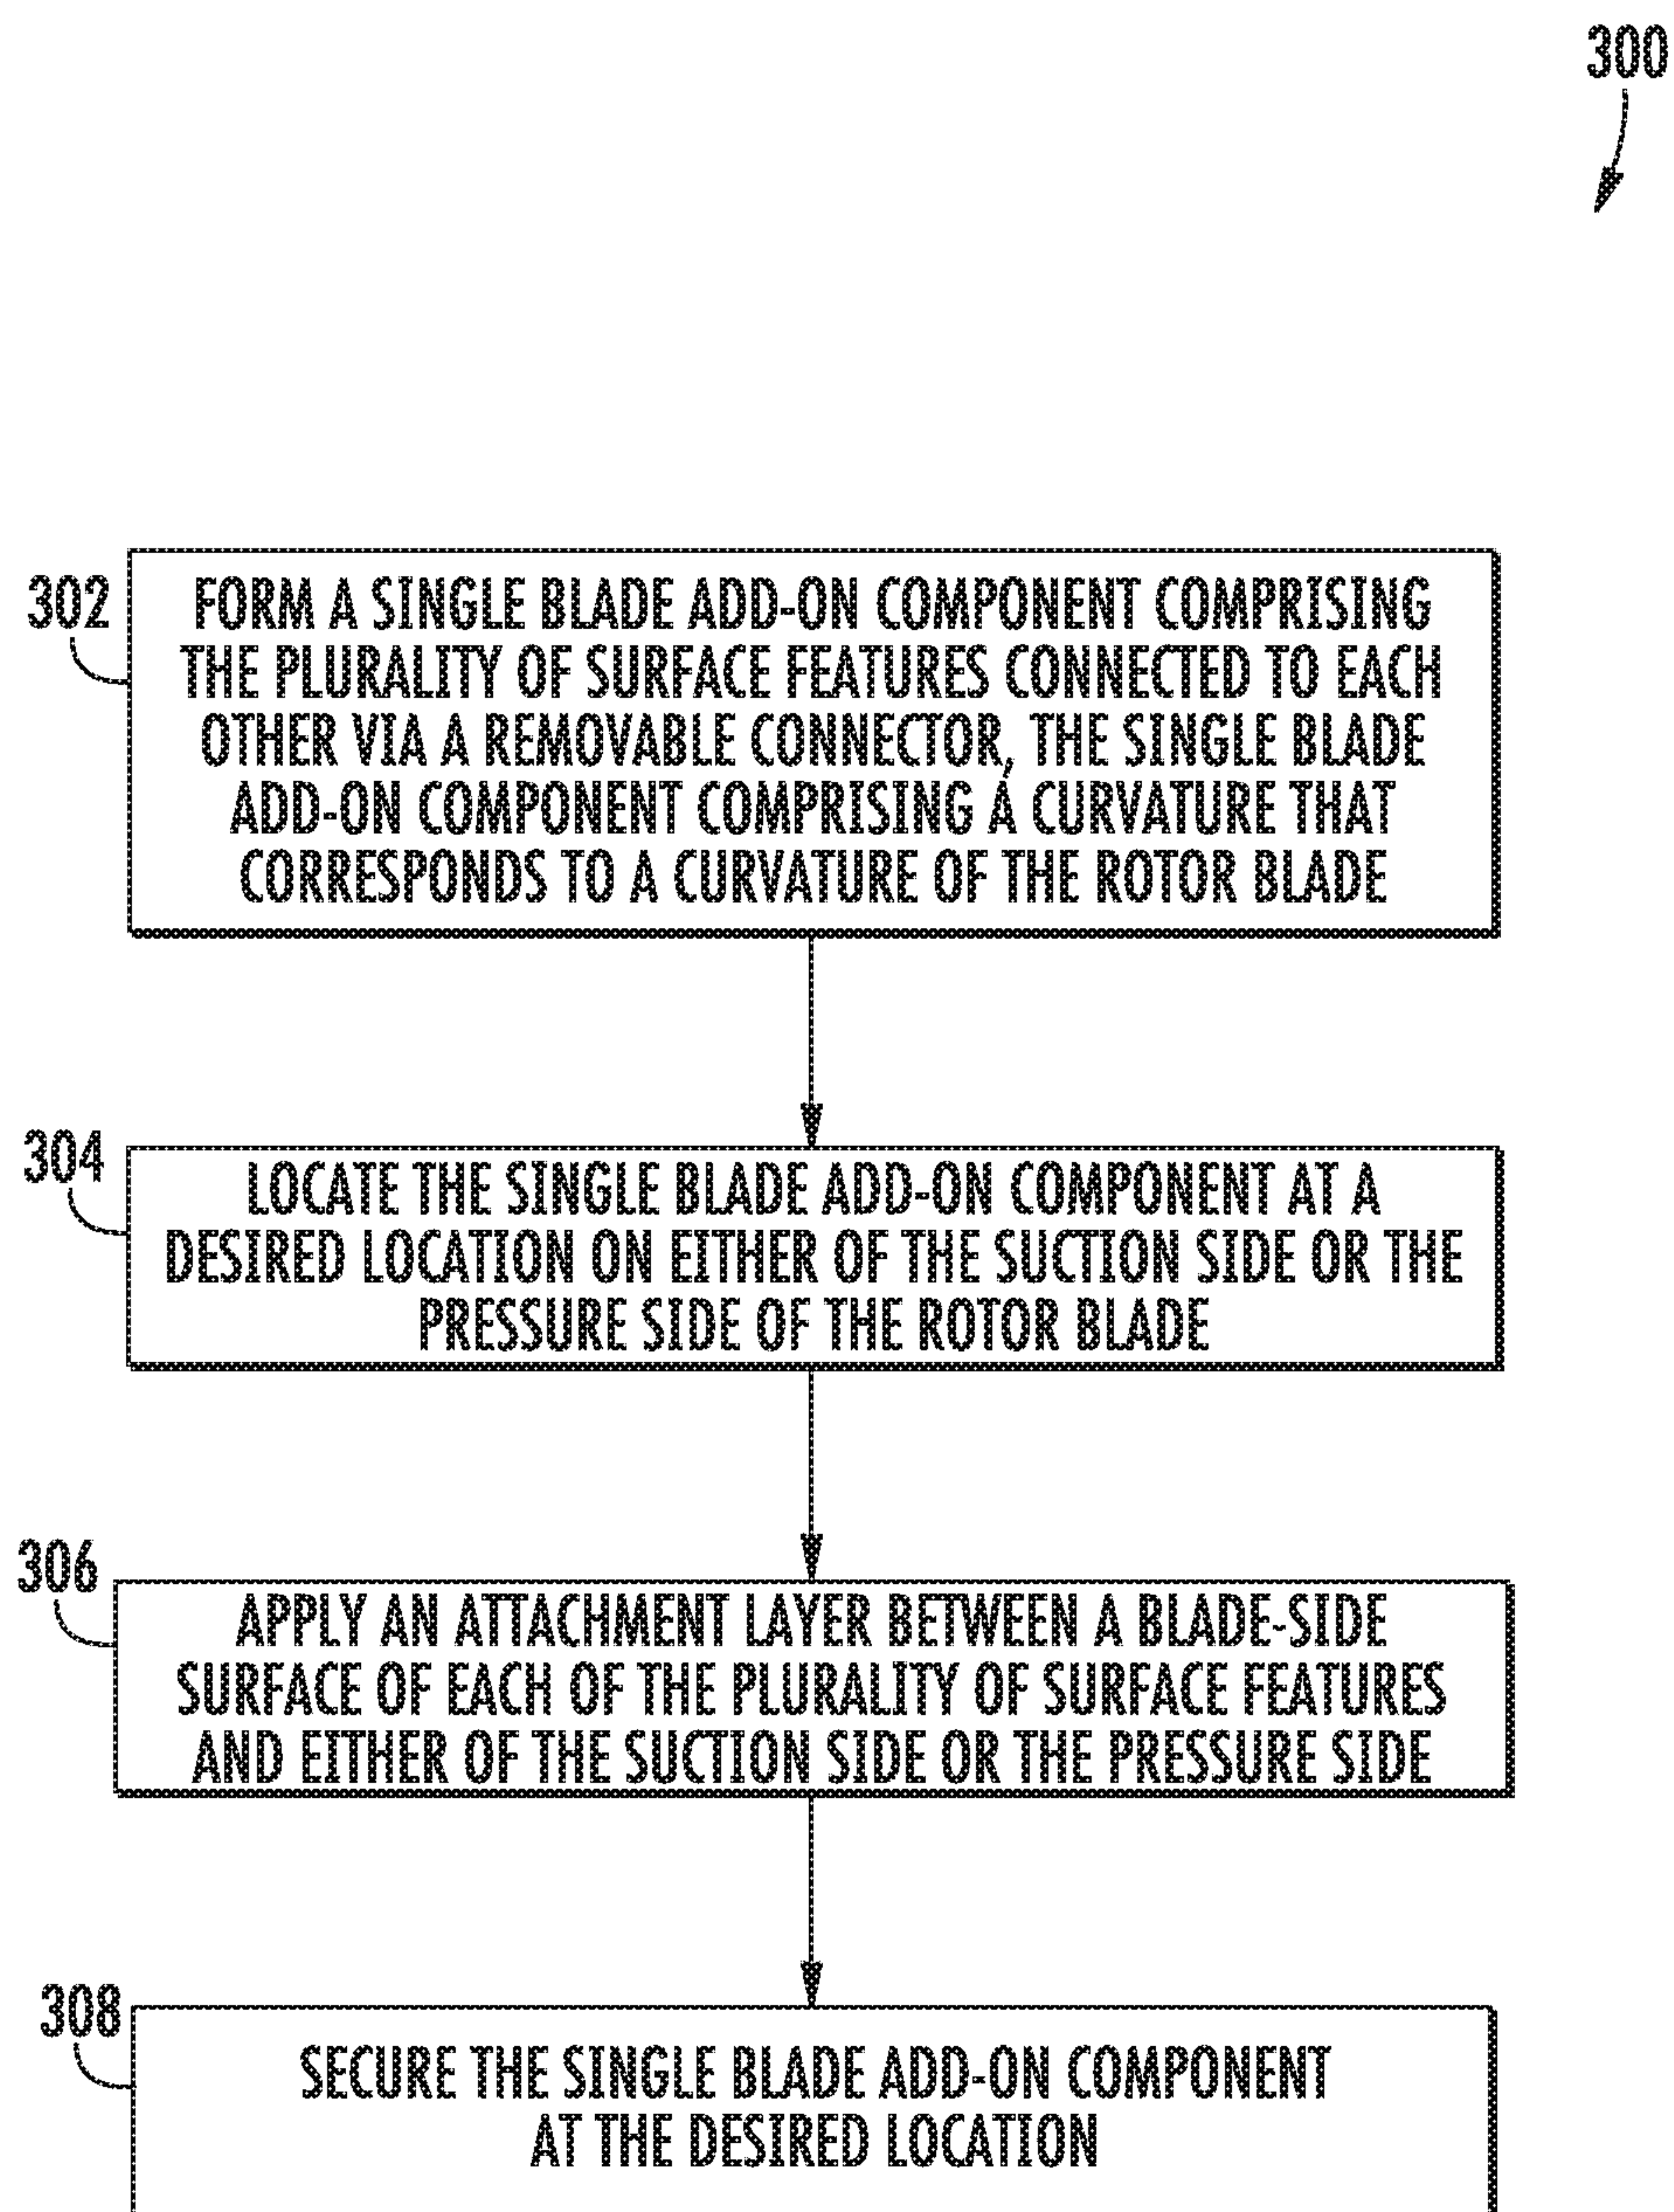 300
302
FORM A SINGLE BLADE ADD-ON COMPONENT COMPRISING
THE PLURALITY OF SURFACE FEATURES CONNECTED TO EACH
OTHER VIA A REMOVABLE CONNECTOR, THE SINGLE BLADE
ADD-ON COMPONENT COMPRISING A CURVATURE THAT
CORRESPONDS TO A CURVATURE OF THE ROTOR BLADE
304
LOCATE THE SINGLE BLADE ADD-ON COMPONENT AT A
DESIRED LOCATION ON EITHER OF THE SUCTION SIDE OR THE
PRESSURE SIDE OF THE ROTOR BLADE
306
APPLY AN ATTACHMENT LAYER BETWEEN A BLADE-SIDE
SURFACE OF EACH OF THE PLURALITY OF SURFACE FEATURES
AND EITHER OF THE SUCTION SIDE OR THE PRESSURE SIDE
308
SECURE THE SINGLE BLADE ADD-ON COMPONENT
AT THE DESIRED LOCATION